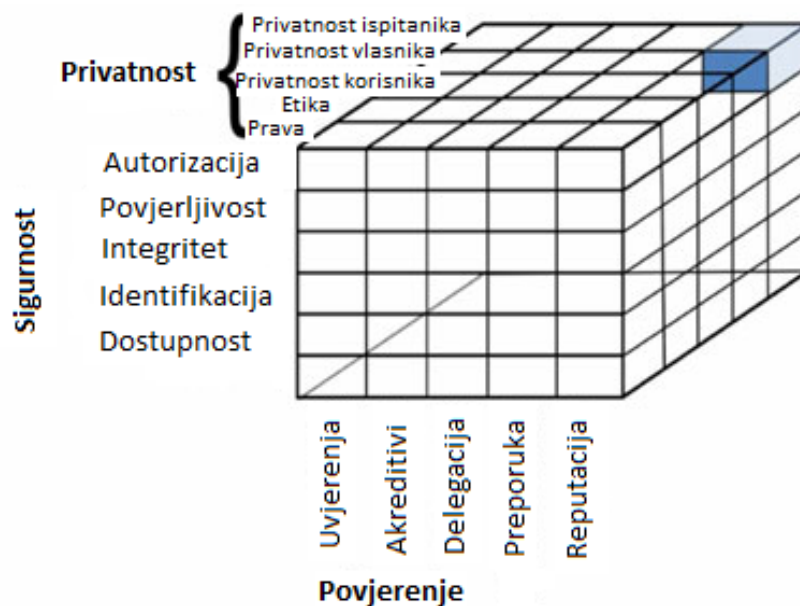 Privatnost ispitanika
Privatnost vlasnika
Privatnost
Privatnost korisnika
Etika
Prava
Autorizacija
Povjerljivost
Integritet
Identifikacija
Dostupnost
Sigurnost
Uvjerenja
Akreditivi
Delegacija
Preporuka
Reputacija
Povjerenje